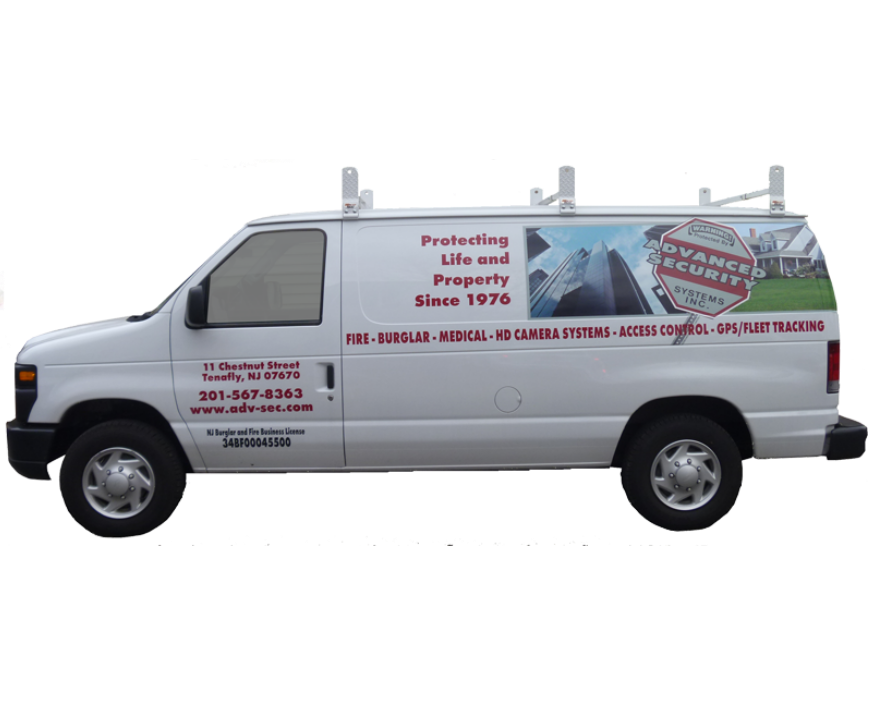 Protecting
Life and
Property
Since 1976
WARNING!
Protected By
ADVANCED
SECURITY
SYSTEMS
INC.
FIRE - BURGLAR - MEDICAL - HD CAMERA SYSTEMS - ACCESS CONTROL - GPS/FLEET TRACKING
11 Chestnut Street
Tenafly, NJ 07670
201-567-8363
www.adv-sec.com
NJ Burglar and Fire Business License
34BF00045500